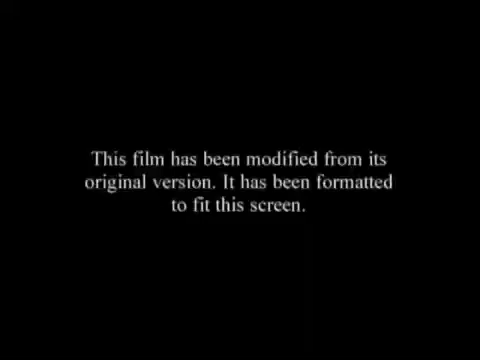 This film has been modified from its
original version. It has been formatted
to fit this screen.